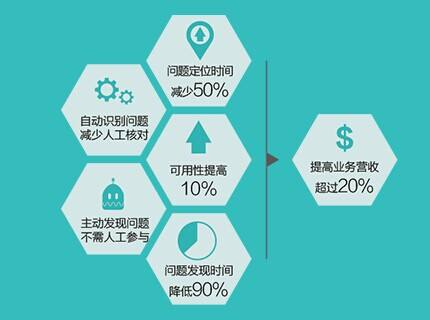 问题定位时间
减少50%
自动识别问题
减少人工核对
可用性提高
10%
主动发现问题
不需人工参与
问题发现时间
降低90%
$
提高业务营收
超过20%